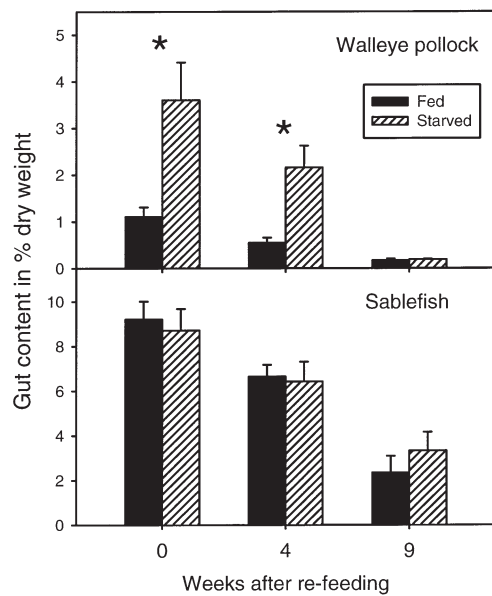 5
Walleye pollock
*
Fed
Starved
4
*
3
2
1
0
10
Sablefish
8
6
4
2
0
Gut content in % dry weight
0 4 9
Weeks after re-feeding